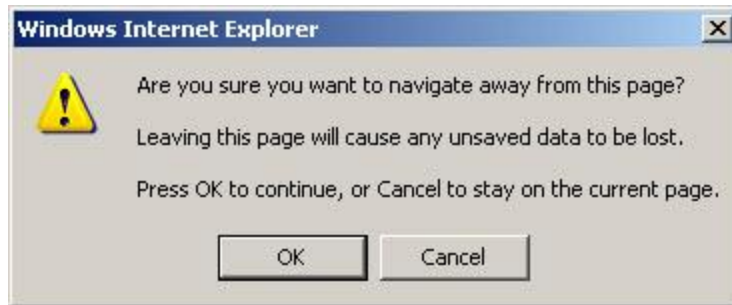 Windows Internet Explorer
Are you sure you want to navigate away from this page?
Leaving this page will cause any unsaved data to be lost.
Press OK to continue, or Cancel to stay on the current page.
OK
Cancel